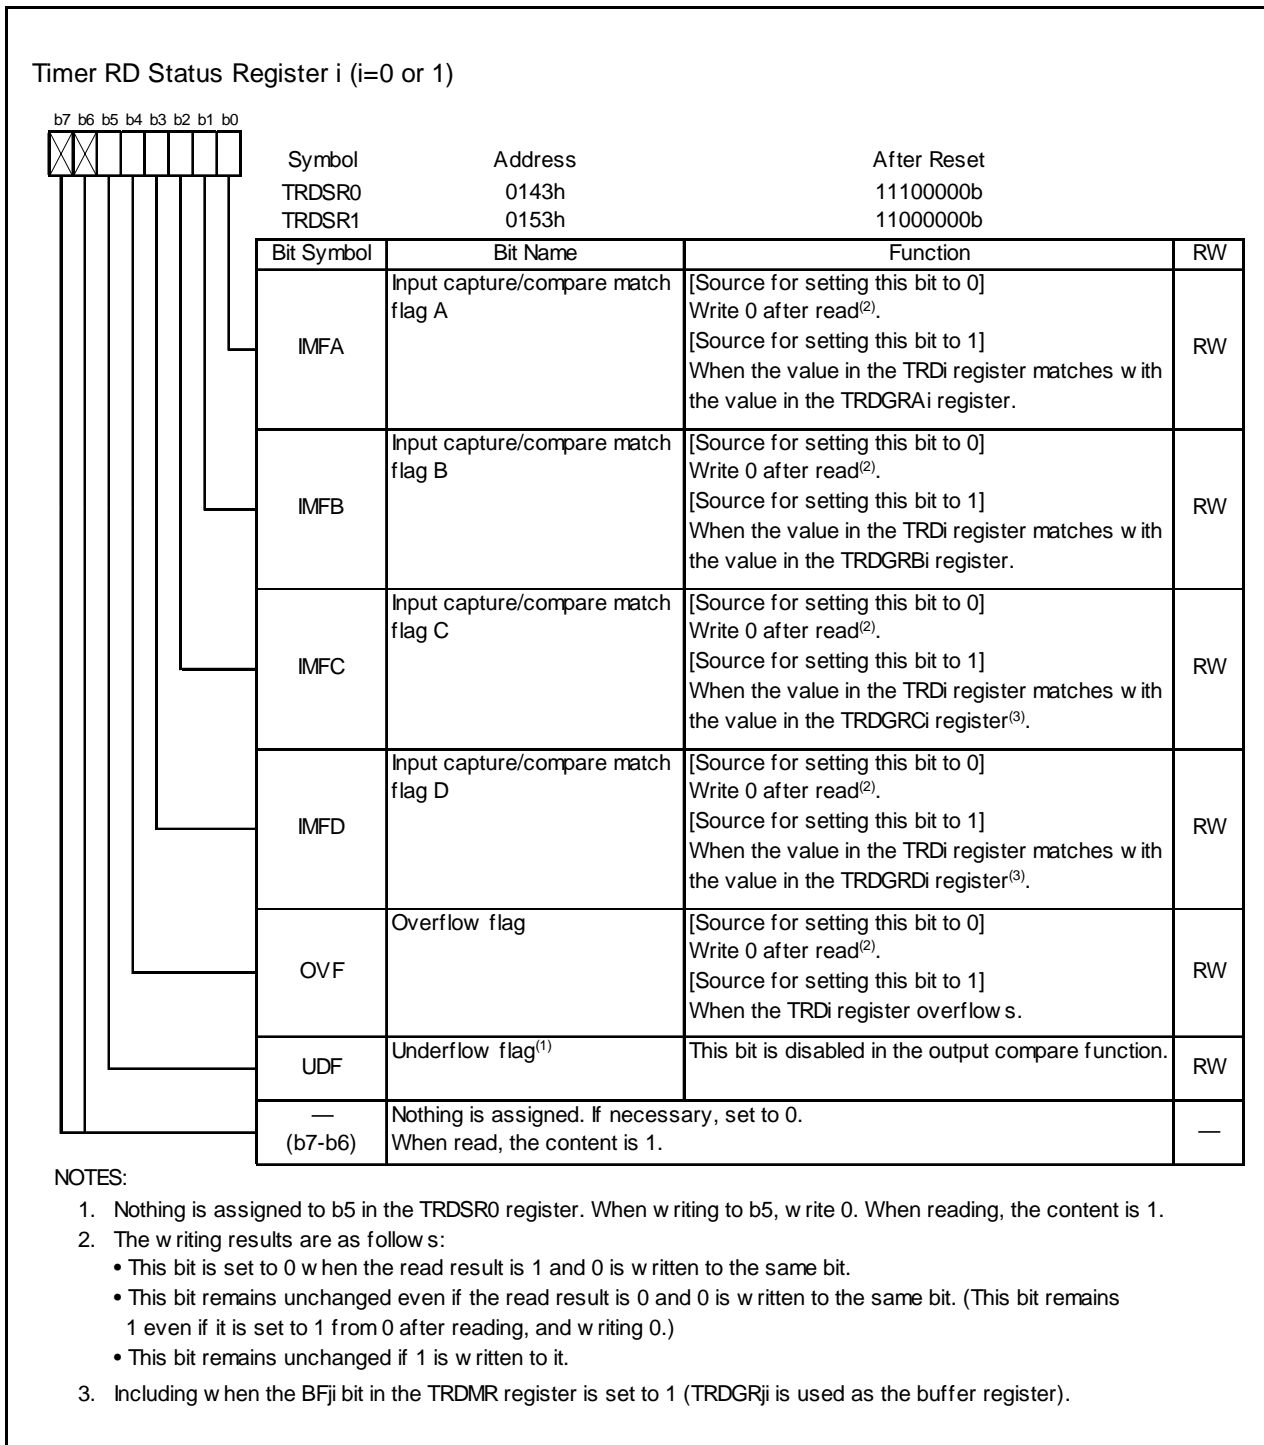 Timer RD Status Register i (i=0 or 1)
b7 b6 b5 b4 b3 b2 b1 b0
Symbol Address After Reset
TRDSR0 0143h 11100000b
TRDSR1 0153h 11000000b
Bit Symbol Bit Name Function RW
IMFA
Input capture/compare match
flag A
[Source for setting this bit to 0]
Write 0 after read(2).
[Source for setting this bit to 1]
When the value in the TRDi register matches with
the value in the TRDGRAi register.
RW
IMFB
Input capture/compare match
flag B
[Source for setting this bit to 0]
Write 0 after read(2).
[Source for setting this bit to 1]
When the value in the TRDi register matches with
the value in the TRDGRBi register.
RW
IMFC
Input capture/compare match
flag C
[Source for setting this bit to 0]
Write 0 after read(2).
[Source for setting this bit to 1]
When the value in the TRDi register matches with
the value in the TRDGRCi register(3).
RW
IMFD
Input capture/compare match
flag D
[Source for setting this bit to 0]
Write 0 after read(2).
[Source for setting this bit to 1]
When the value in the TRDi register matches with
the value in the TRDGRDi register(3).
RW
OVF
Overflow flag
[Source for setting this bit to 0]
Write 0 after read(2).
[Source for setting this bit to 1]
When the TRDi register overflows.
RW
UDF
Underflow flag(1)
This bit is disabled in the output compare function.
RW
—
(b7-b6)
Nothing is assigned. If necessary, set to 0.
When read, the content is 1.
—
NOTES:
1. Nothing is assigned to b5 in the TRDSR0 register. When writing to b5, write 0. When reading, the content is 1.
2. The writing results are as follows:
• This bit is set to 0 when the read result is 1 and 0 is written to the same bit.
• This bit remains unchanged even if the read result is 0 and 0 is written to the same bit. (This bit remains
1 even if it is set to 1 from 0 after reading, and writing 0.)
• This bit remains unchanged if 1 is written to it.
3. Including when the BFji bit in the TRDMR register is set to 1 (TRDGRji is used as the buffer register).